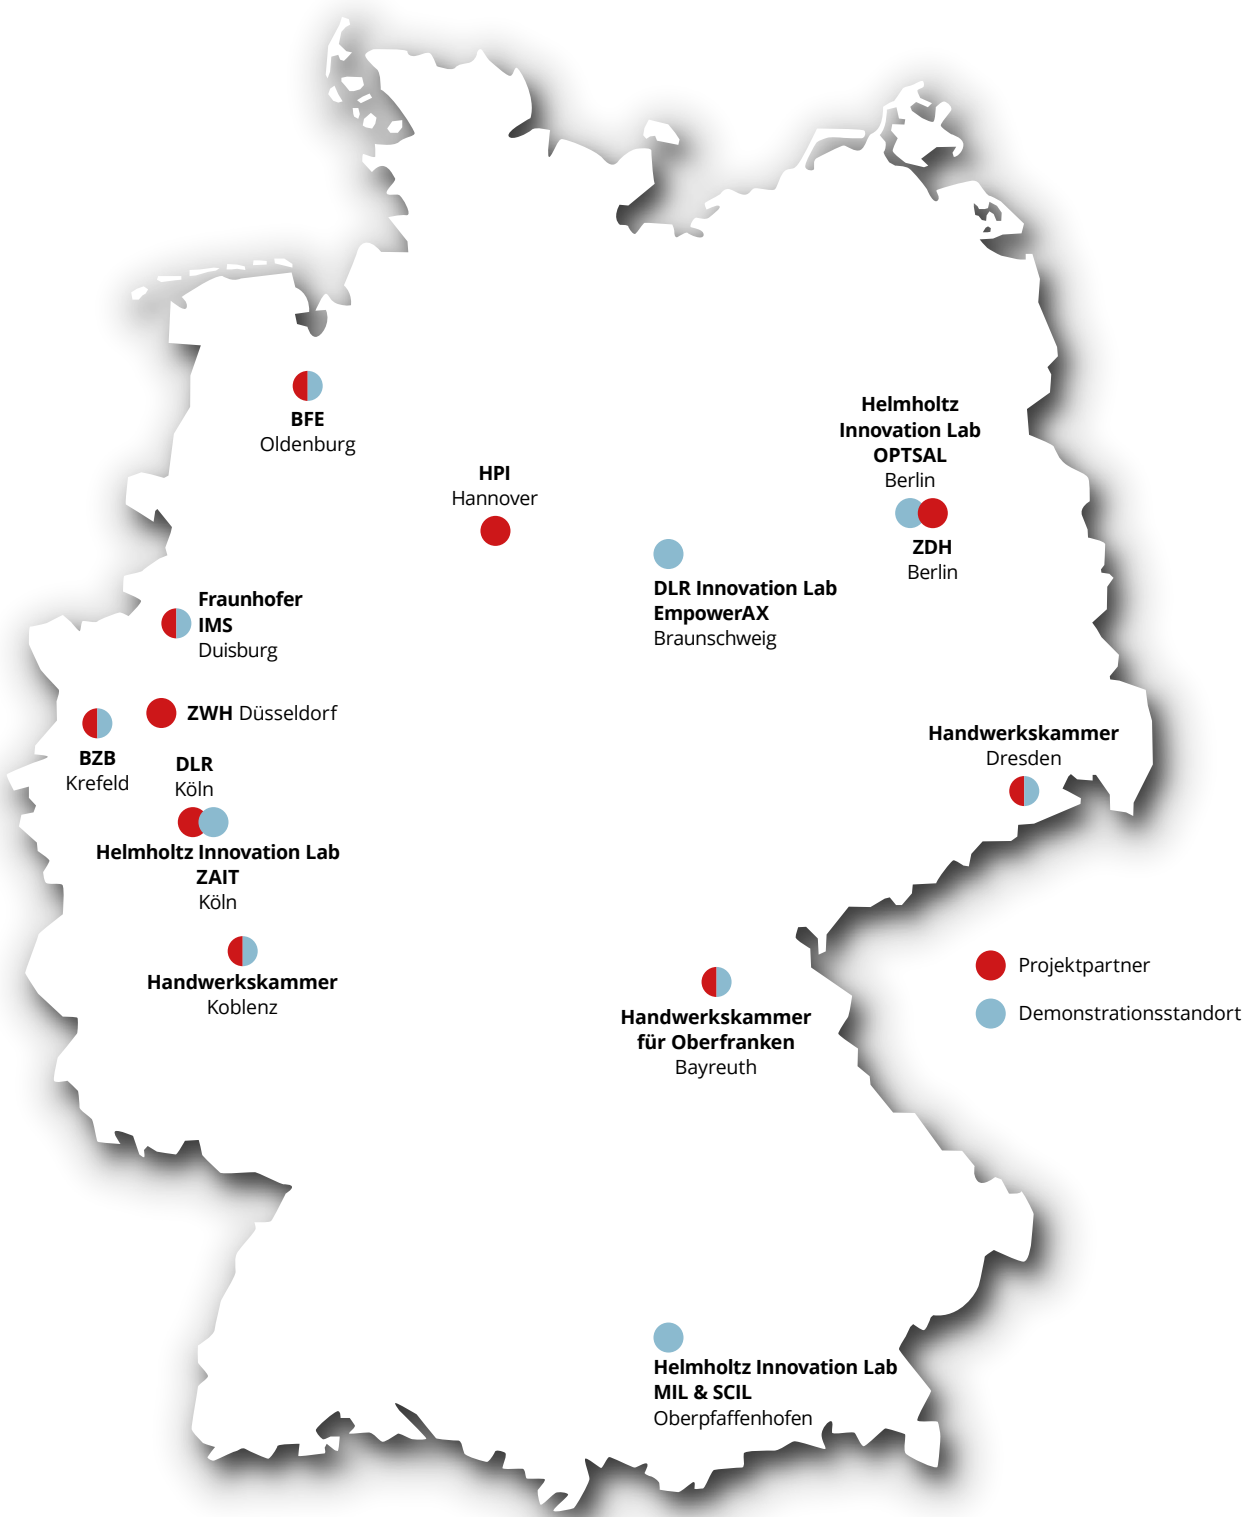 BFE
Oldenburg
HPI
Hannover
Helmholtz
Innovation Lab
OPTSAL
Berlin
ZDH
Berlin
DLR Innovation Lab
EmpowerAX
Braunschweig
Fraunhofer
IMS
Duisburg
ZWH Düsseldorf
BZB
Krefeld
DLR
Köln
Helmholtz Innovation Lab
ZAIT
Köln
Handwerkskammer
Dresden
Handwerkskammer
Koblenz
Handwerkskammer
für Oberfranken
Bayreuth
Projektpartner
Demonstrationsstandort
Helmholtz Innovation Lab
MIL & SCIL
Oberpfaffenhofen